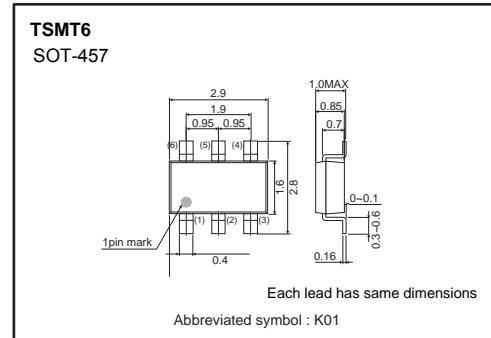 TSMT6
SOT-457
2.9
1.9
0.95 0.95
(6) (5) (4)
1.6
2.8
(1) (2) (3)
1pin mark
0.4
1.0MAX
0.85
0.7
0~0.1
0.3~0.6
0.16
Each lead has same dimensions
Abbreviated symbol : K01